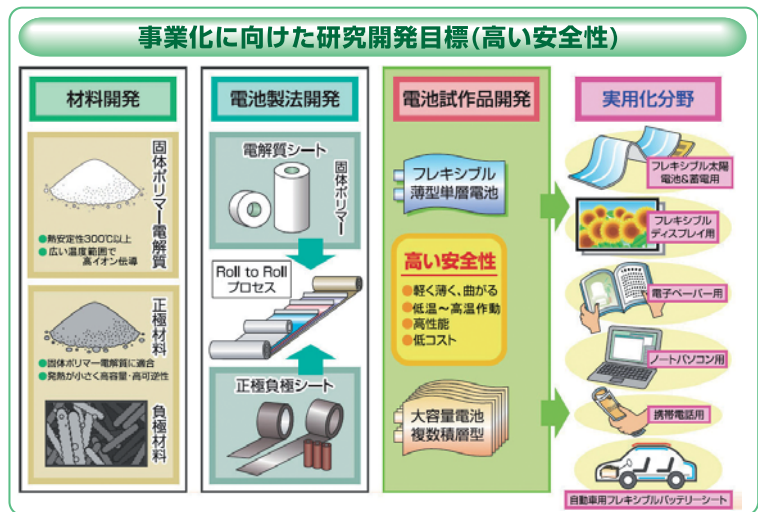 事業化に向けた研究開発目標(高い安全性)
材料開発
固体ポリマー電解質
●熱安定性300℃以上
●広い温度範囲で
高イオン伝導
正極材料
●固体ポリマー電解質に適合
●発熱が小さく高容量・高可逆性
負極材料
電池製法開発
電解質シート
固体ポリマー
Roll to Roll
プロセス
正極負極シート
電池試作品開発
フレキシブル
薄型単層電池
高い安全性
●軽く薄く、曲がる
●低温～高温作動
●高性能
●低コスト
大容量電池
複数積層型
実用化分野
フレキシブル太陽
電池&蓄電用
フレキシブル
ディスプレイ用
電子ペーパー用
ノートパソコン用
携帯電話用
自動車用フレキシブルバッテリーシート